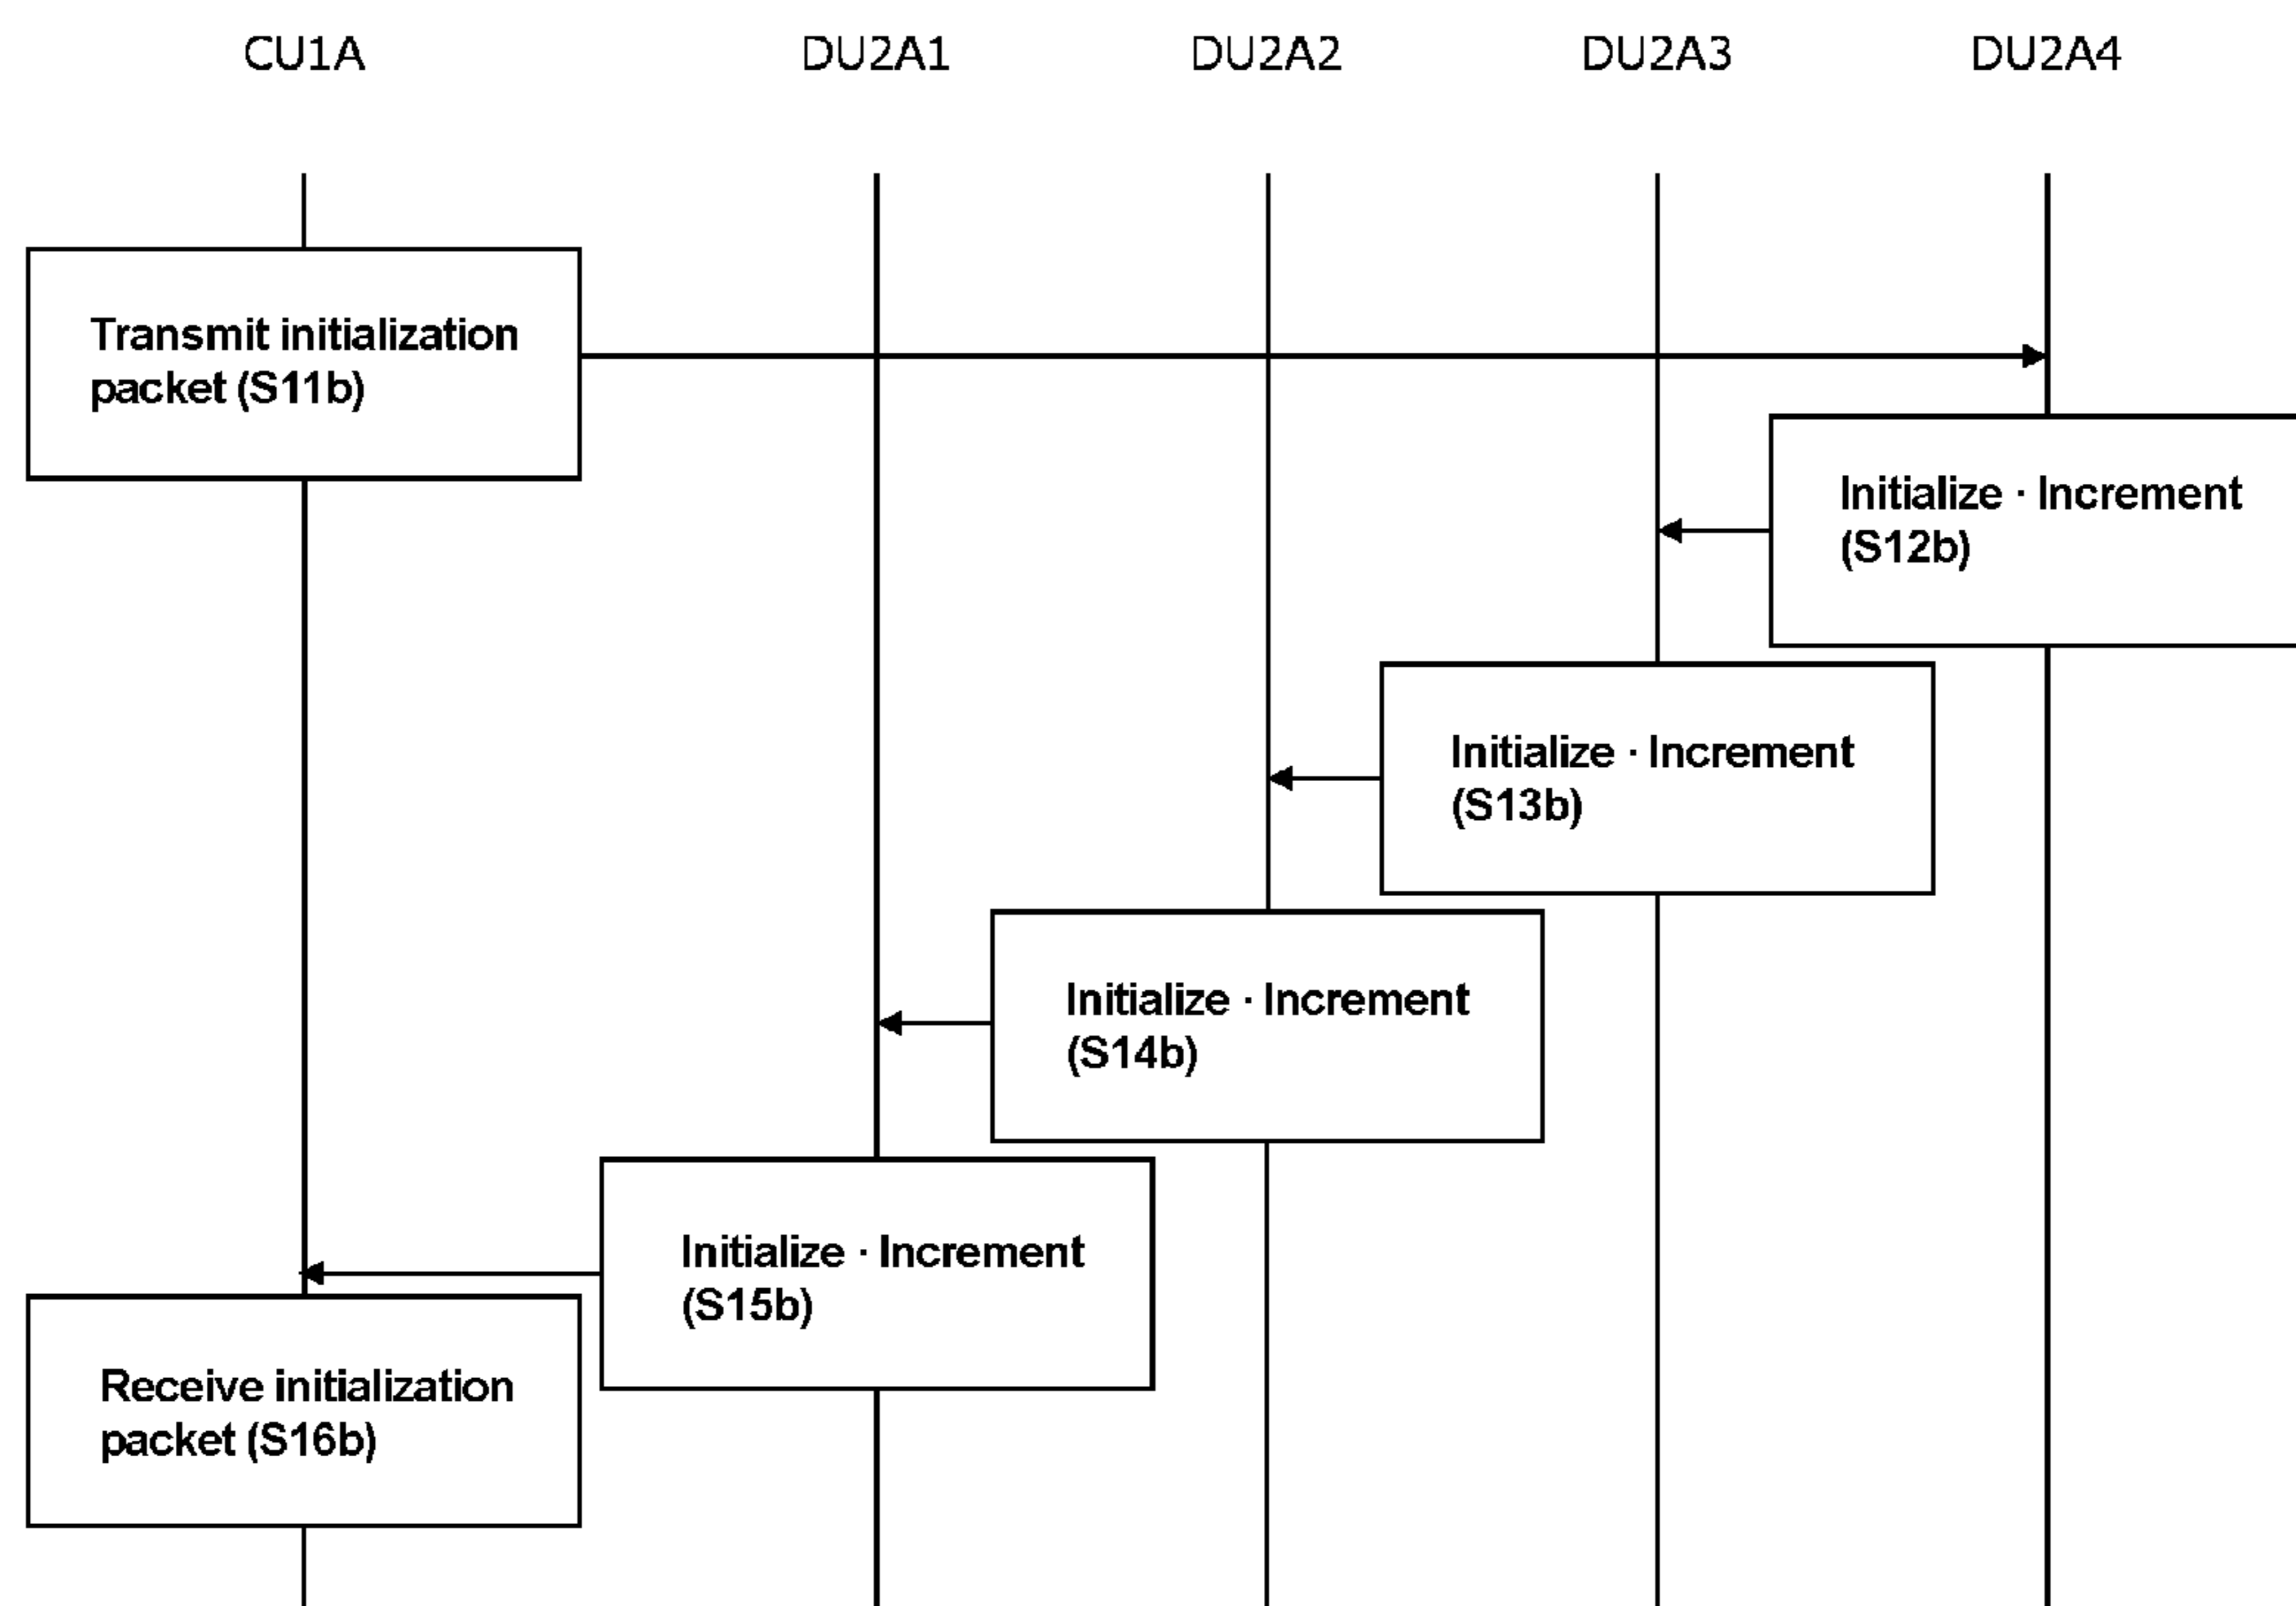 CU1A DU2A1 DU2A2 DU2A3 DU2A4
Transmit initialization
packet (S11b)
Initialize · Increment
(S12b)
Initialize · Increment
(S13b)
Initialize · Increment
(S14b)
Initialize · Increment
(S15b)
Receive initialization
packet (S16b)